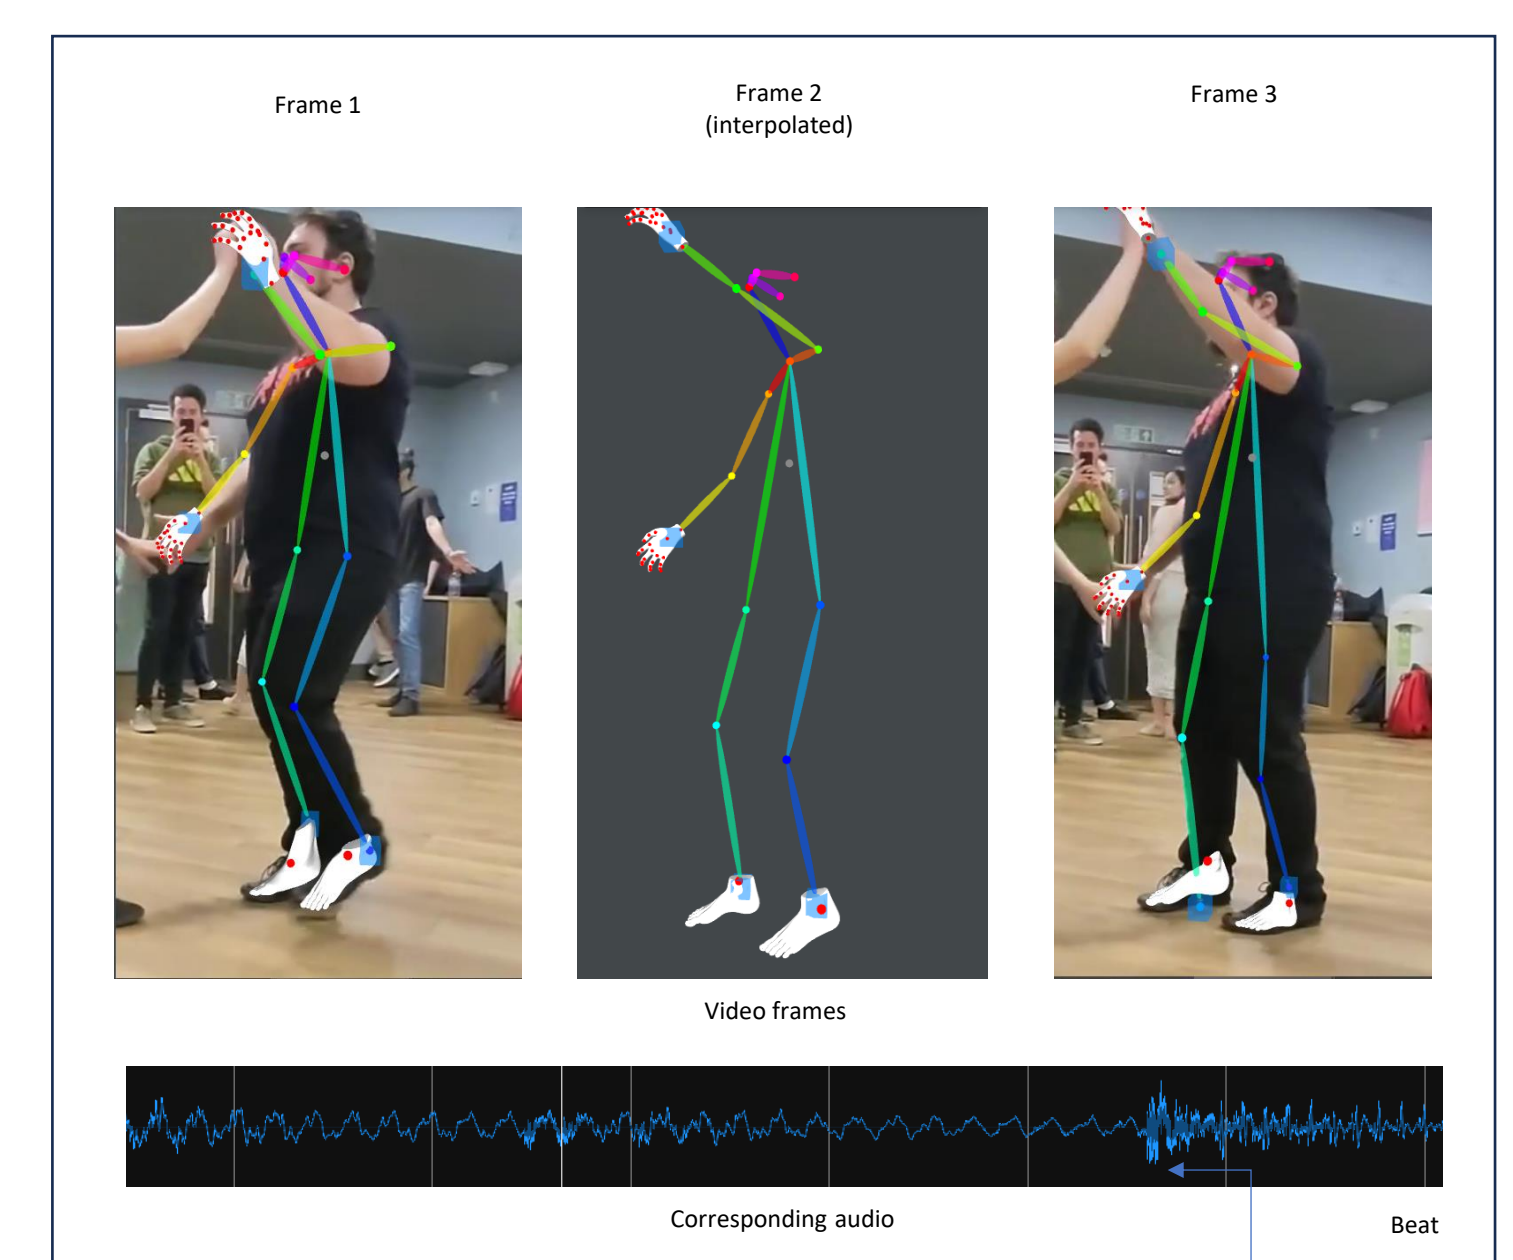 Frame 1
Frame 2
(interpolated)
Frame 3
Video frames
Corresponding audio
Beat